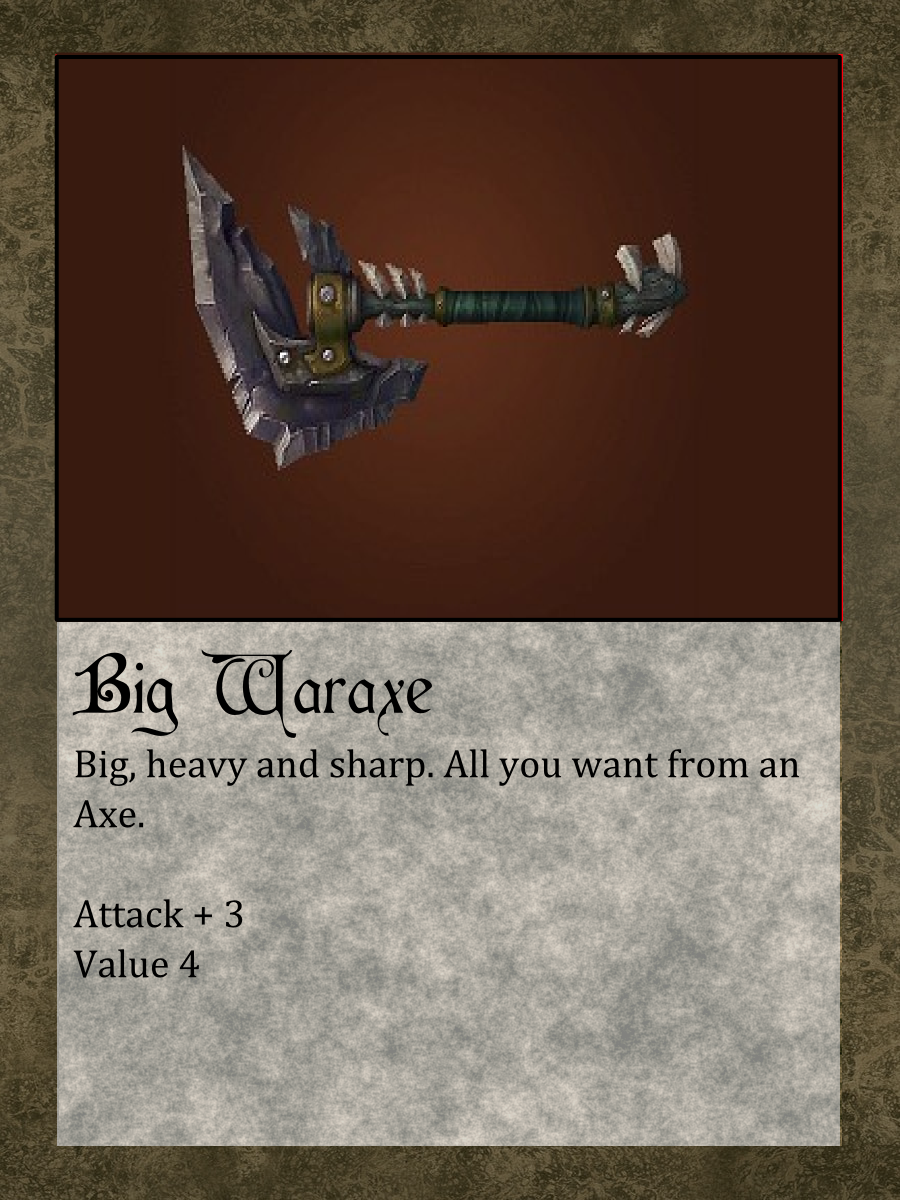 Big Waraxe
Big, heavy and sharp. All you want from an
Axe.
Attack + 3
Value 4